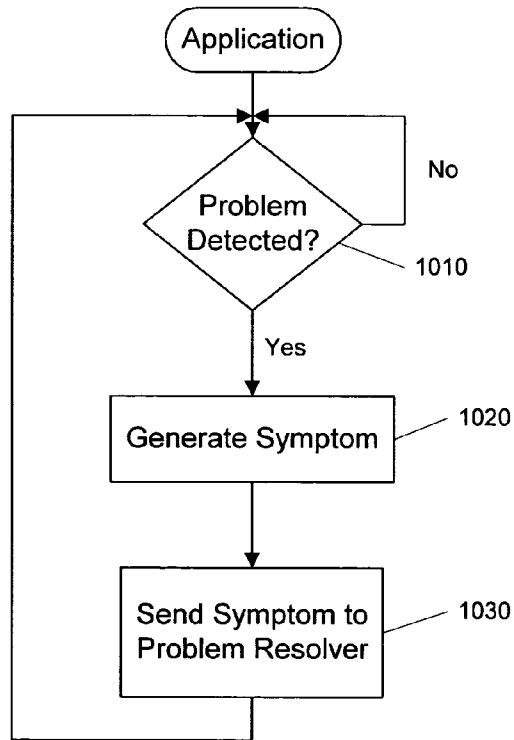 Application
No
Problem
Detected?
1010
Yes
Generate Symptom
1020
Send Symptom to
Problem Resolver
1030